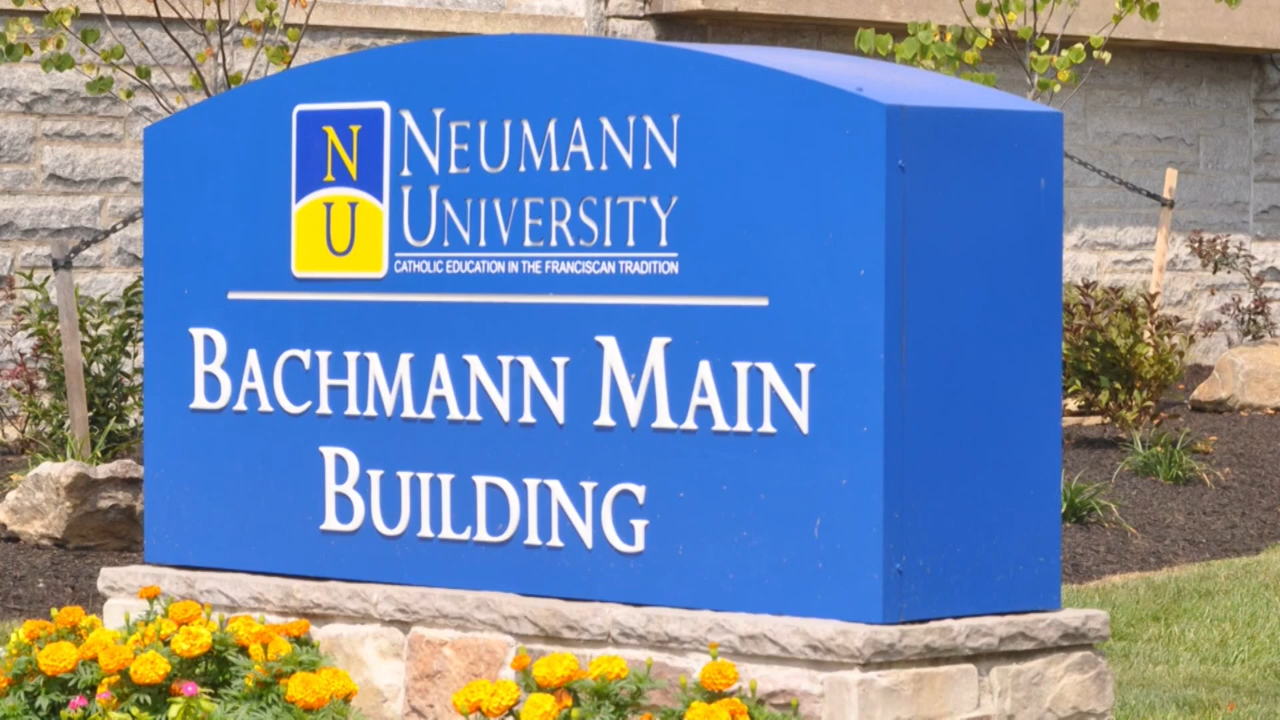 N
U
NEUMANN
UNIVERSITY
CATHOLIC EDUCATION IN THE FRANCISCAN TRADITION
BACHMANN MAIN
BUILDING